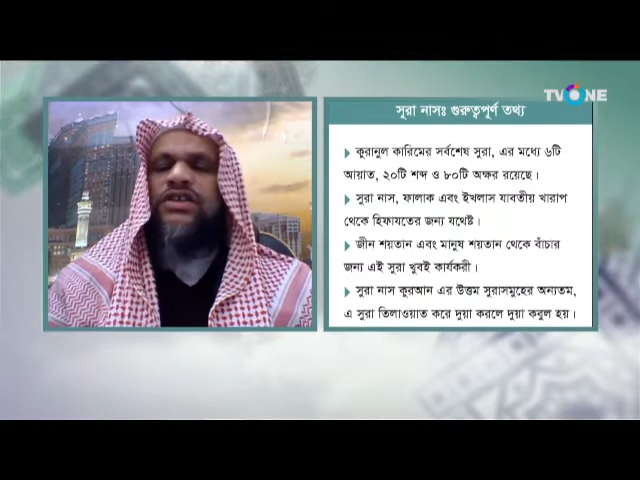 TVONE
সূরা নাসঃ গুরুত্বপূর্ণ তথ্য
কুরানুল কারিমের সর্বশেষ সুরা, এর মধ্যে ৬টি
আয়াত, ২০টি শব্দ ও ৮০টি অক্ষর রয়েছে।
সুরা নাস, ফালাক এবং ইখলাস যাবতীয় খারাপ
থেকে হিফাযতের জন্য যথেষ্ট।
জীন শয়তান এবং মানুষ শয়তান থেকে বাঁচার
জন্য এই সুরা খুবই কার্যকরী।
সুরা নাস কুরআন এর উত্তম সুরাসমুহের অন্যতম,
এ সুরা তিলাওয়াত করে দুয়া করলে দুয়া কবুল হয়।